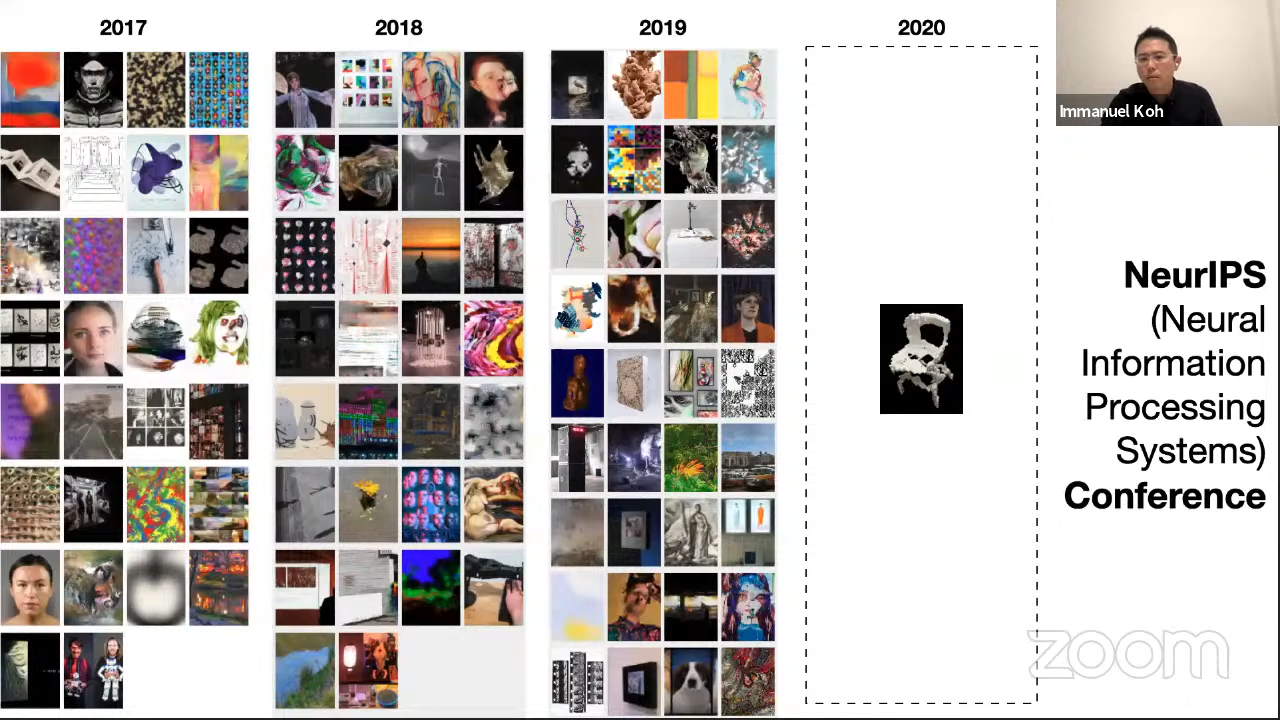 2017
2018
2019
2020
Immanuel Koh
NeurIPS
(Neural
Information
Processing
Systems)
Conference
zoom